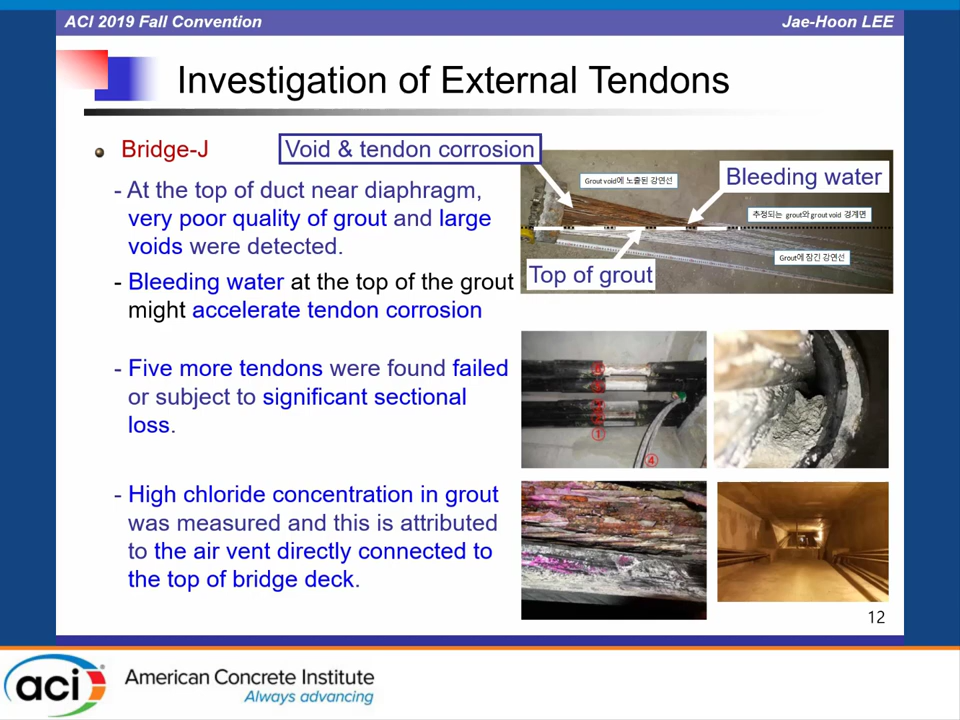 ACI 2019 Fall Convention
Jae-Hoon LEE
Investigation of External Tendons
Bridge-J
Void & tendon corrosion
- At the top of duct near diaphragm,
very poor quality of grout and large
voids were detected.
- Bleeding water at the top of the grout
might accelerate tendon corrosion
- Five more tendons were found failed
or subject to significant sectional
loss.
- High chloride concentration in grout
was measured and this is attributed
to the air vent directly connected to
the top of bridge deck.
Grout void에 노출된 강연선
Bleeding water
추정되는 grout와 grout void 경계면
Grout에 잠긴 강연선
Top of grout
①
④
12
aci
American Concrete Institute
Always advancing